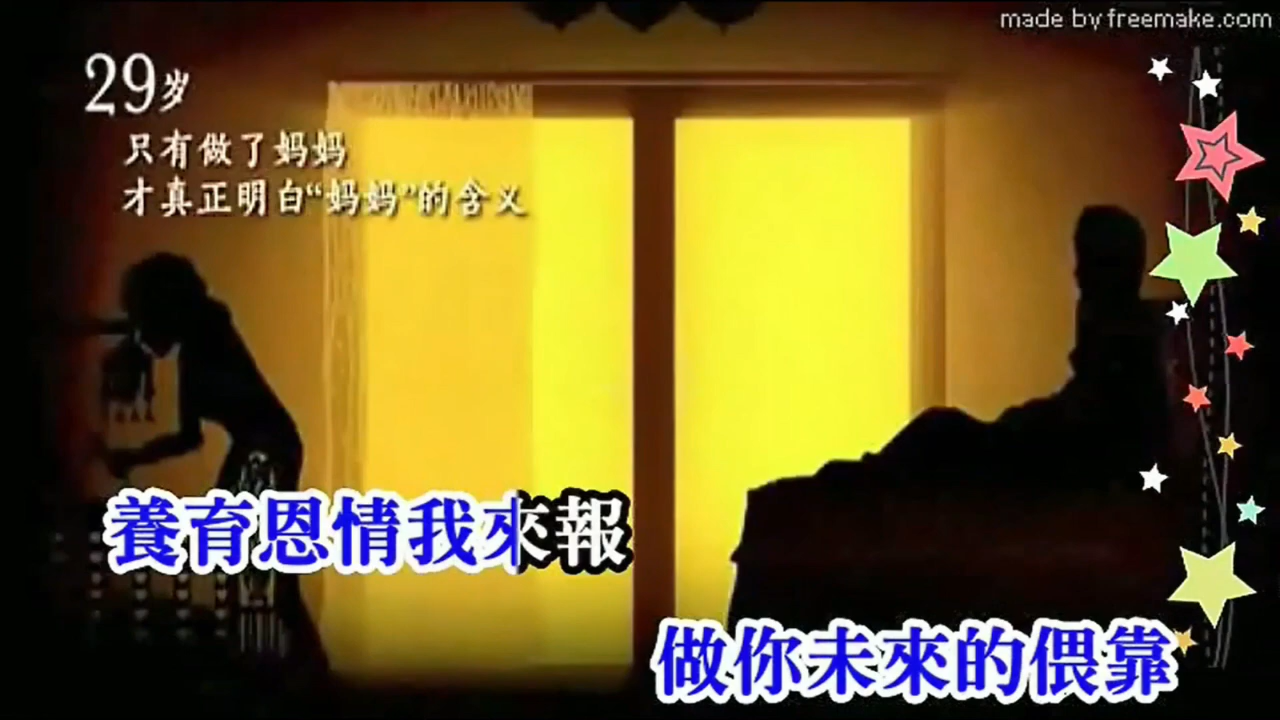 made by freemake.com
29岁
只有做了妈妈
才真正明白“妈妈”的含义
養育恩情我來報
做你未來的偎靠